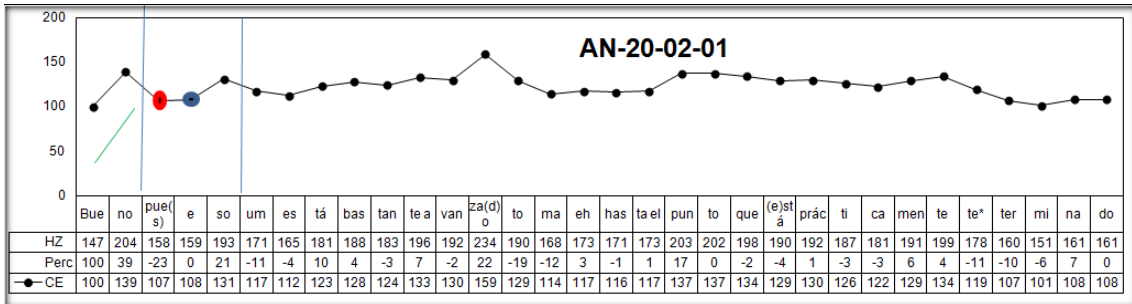 200
AN-20-02-01
150
100
50
0
Bue no pue(s) e so um es tá bas tan te a van za(d)o to ma eh has ta el pun to que (e)stá prác ti ca men te te* ter mi na do
HZ 147 204 158 159 193 171 165 181 188 183 196 192 234 190 168 173 171 173 203 202 198 190 192 187 181 191 199 178 160 151 161 161
Perc 100 39 -23 0 21 -11 -4 10 4 -3 7 -2 22 -19 -12 3 -1 1 17 0 -2 -4 1 -3 -3 6 4 -11 -10 -6 7 0
CE 100 139 107 108 131 117 112 123 128 124 133 130 159 129 114 117 116 117 137 137 134 129 130 126 122 129 134 119 107 101 108 108